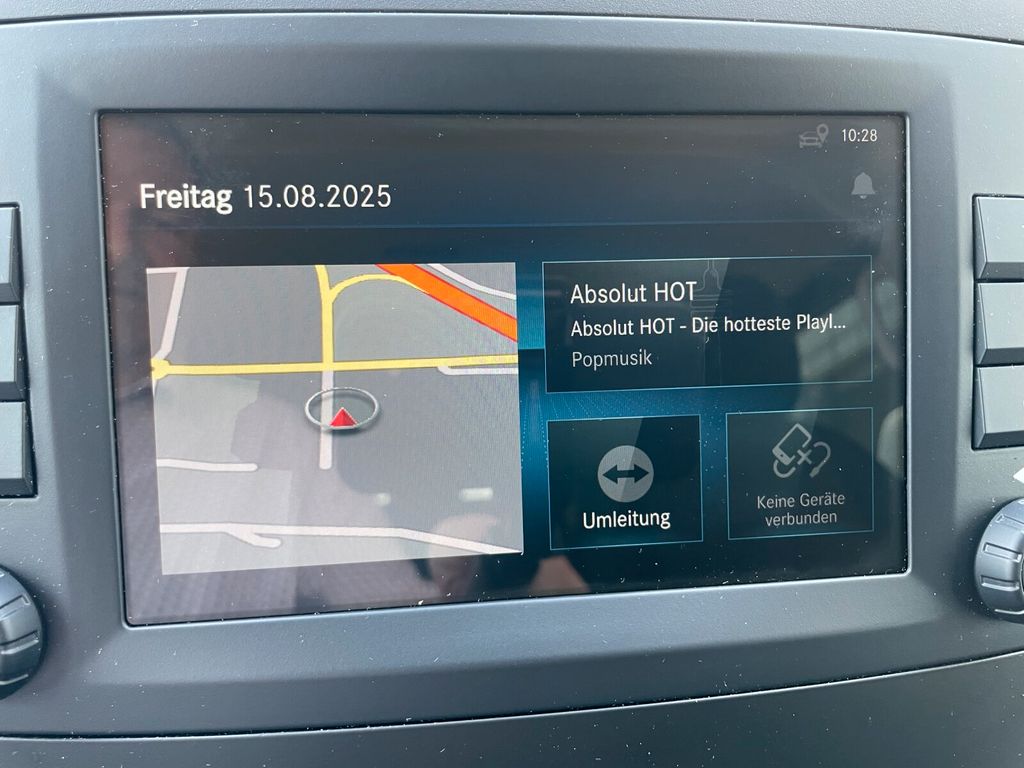 10:28
Freitag 15.08.2025
Absolut HOT
Absolut HOT - Die hotteste Playl...
Popmusik
Umleitung
Keine Geräte
verbunden